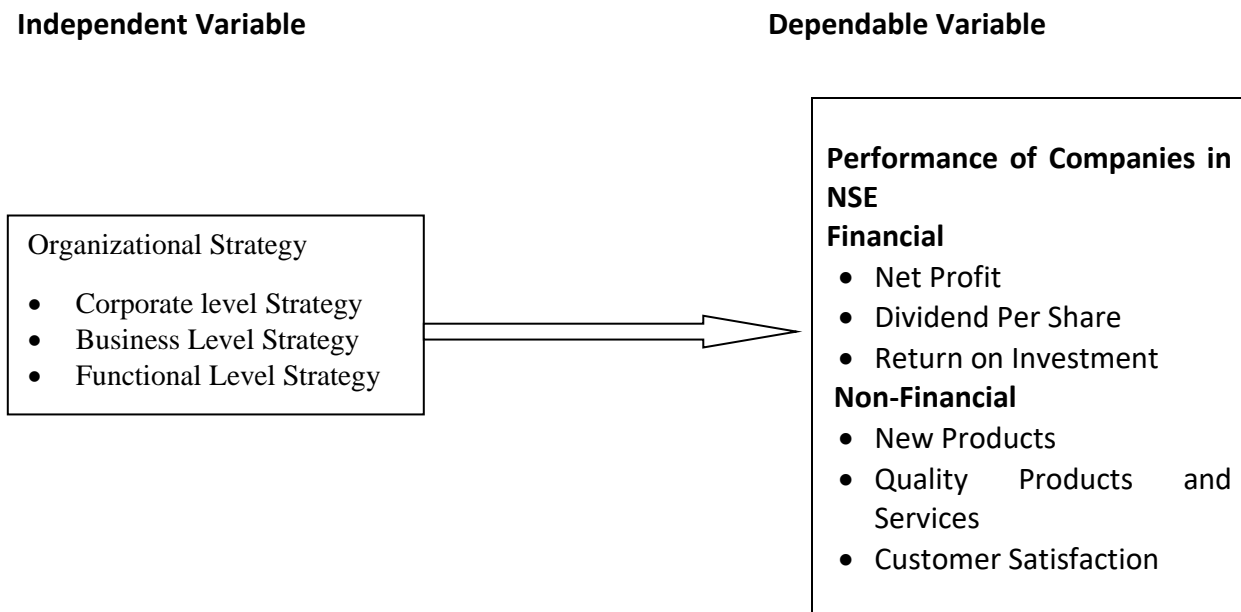 Independent Variable
Dependable Variable
Organizational Strategy
• Corporate level Strategy
• Business Level Strategy
• Functional Level Strategy
Performance of Companies in
NSE
Financial
• Net Profit
• Dividend Per Share
• Return on Investment
Non-Financial
• New Products
• Quality Products and
Services
• Customer Satisfaction